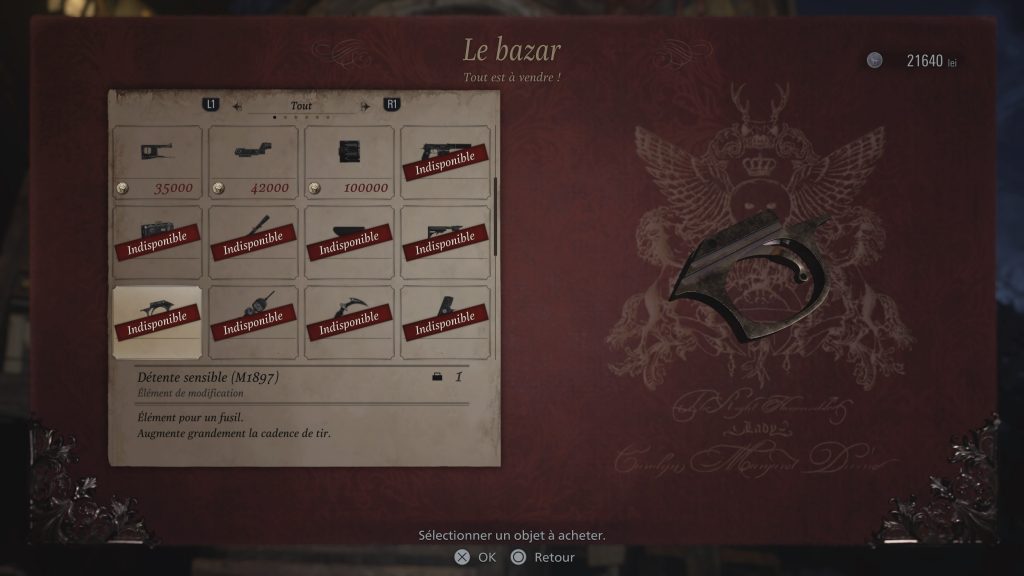 Le bazar
Tout est à vendre !
21640 lei
L1 Tout R1
35000 42000 100000 Indisponible
Indisponible Indisponible Indisponible Indisponible
Indisponible Indisponible Indisponible Indisponible
Détente sensible (M1897) 1
Élément de modification
Élément pour un fusil.
Augmente grandement la cadence de tir.
Lady
Sélectionner un objet à acheter.
OK Retour